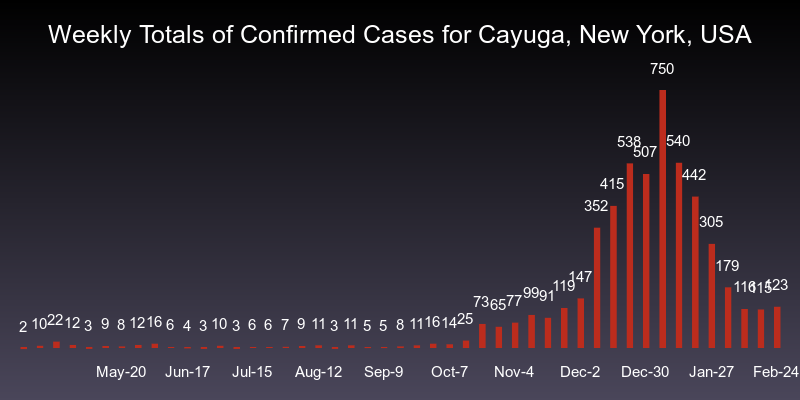 Weekly Totals of Confirmed Cases for Cayuga, New York, USA
2 10 22 12 3 9 8 12 16 6 4 3 10 3 6 6 7 9 11 3 11 5 5 8 11 16 14 25 73 65 77 99 91 119 147 352 415 538 507 750 540 442 305 179 116 115 123
May-20 Jun-17 Jul-15 Aug-12 Sep-9 Oct-7 Nov-4 Dec-2 Dec-30 Jan-27 Feb-24